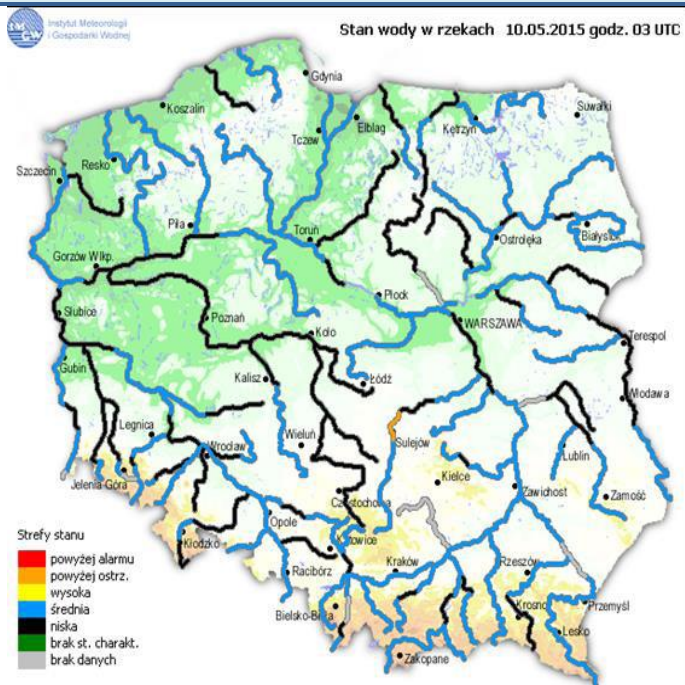 Instytut Meteorologii
i Gospodarki Wodnej
Stan wody w rzekach 10.05.2015 godz. 03 UTC
Gdynia
Koszalin
Suwałki
Tczew
Elbląg
Kętrzyn
Resko
Szczecin
Piła
Toruń
Ostrołęka
Białystok
Gorzów Wlkp.
Płock
Słubice
Poznań
Koło
WARSZAWA
Terespol
Gubin
Kalisz
Łódź
Włodawa
Legnica
Wrocław
Wieluń
Sulejów
Lublin
Jelenia Góra
Kielce
Częstochowa
Zawichost
Zamość
Opole
Kłodzko
Katowice
Racibórz
Kraków
Rzeszów
Bielsko-Biała
Krosno
Przemyśl
Lesko
Zakopane
Strefy stanu
powyżej alarmu
powyżej ostrz.
wysoka
średnia
niska
brak st. charakt.
brak danych